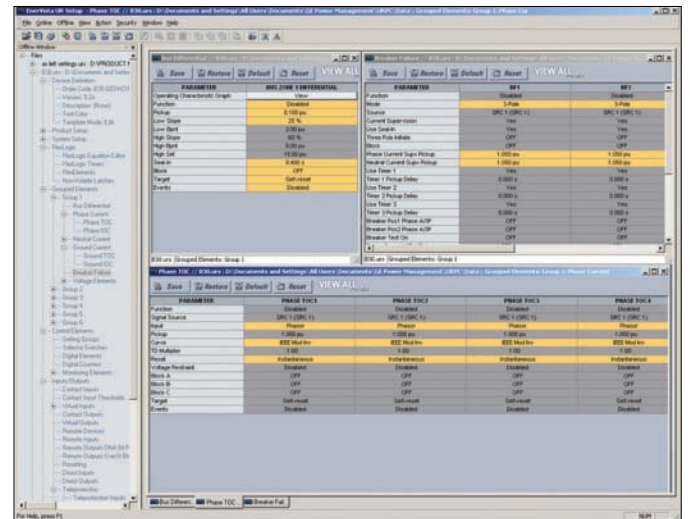 EnerVista UR Setup - Phase TOC // B30.urs : D:\Documents and Settings\All Users\Documents\GE Power Management\URPC\Data\: Grouped Elements: Group 1: Phase Cur
File Online Offline View Action Security Window Help
Offline Window
Files
Device Definition
Order Code:
Version: 5.2x
Description: (None)
Text Color
Template Mode: Edit
Product Setup
System Setup
FlexLogic
FlexLogic Equation Editor
FlexLogic Timers
FlexElements
Non-Volatile Latches
Grouped Elements
Group 1
Bus Differential
Phase Current
Phase TOC
Phase IOC
Neutral Current
Ground Current
Ground TOC
Ground IOC
Breaker Failure
Voltage Elements
Group 2
Group 3
Group 4
Group 5
Group 6
Control Elements
Setting Groups
Selector Switches
Digital Elements
Digital Counters
Monitoring Elements
Inputs/Outputs
Contact Inputs
Contact Input Thresholds
Virtual Inputs
Contact Outputs
Virtual Outputs
Remote Devices
Remote Inputs
Remote Outputs DNA Bit P
Remote Outputs UserSt Bit
Resetting
Direct Inputs
Direct Outputs
Teleprotection
Teleprotection Inputs
Save Restore Default Reset VIEW ALL
PARAMETER BUS ZONE 1 DIFFERENTIAL
Operating Characteristic Graph View
Function Disabled
Pickup 0.100 pu
Low Slope 25 %
Low Bpnt 2.00 pu
High Slope 60 %
High Bpnt 8.00 pu
High Set 15.00 pu
Seal-In 0.400 s
Block OFF
Target Self-reset
Events Disabled
B30.urs Grouped Elements: Group 1
Save Restore Default Reset VIEW ALL
PARAMETER BF1 BF2
Function Disabled Disabled
Mode 3-Pole 3-Pole
Source SRC 1 (SRC 1) SRC 1 (SRC 1)
Current Supervision Yes Yes
Use Seal-In Yes Yes
Three Pole Initiate OFF OFF
Block OFF OFF
Phase Current Supv Pickup 1.050 pu 1.050 pu
Neutral Current Supv Pickup 1.050 pu 1.050 pu
Use Timer 1 Yes Yes
Timer 1 Pickup Delay 0.000 s 0.000 s
Use Timer 2 Yes Yes
Timer 2 Pickup Delay 0.000 s 0.000 s
Use Timer 3 Yes Yes
Timer 3 Pickup Delay 0.000 s 0.000 s
Breaker Pos1 Phase A/3P OFF OFF
Breaker Pos2 Phase A/3P OFF OFF
Breaker Test On OFF OFF
B30.urs Grouped Elements: Group 1
Phase TOC // B30.urs : D:\Documents and Settings\All Users\Documents\GE Power Management\URPC\Data\: Grouped Elements: Group 1: Phase Current
Save Restore Default Reset VIEW ALL
PARAMETER PHASE TOC1 PHASE TOC2 PHASE TOC3 PHASE TOC4
Function Disabled Disabled Disabled Disabled
Signal Source SRC 1 (SRC 1) SRC 1 (SRC 1) SRC 1 (SRC 1) SRC 1 (SRC 1)
Input Phasor Phasor Phasor Phasor
Pickup 1.000 pu 1.000 pu 1.000 pu 1.000 pu
Curve IEEE Mod Inv IEEE Mod Inv IEEE Mod Inv IEEE Mod Inv
TD Multiplier 1.00 1.00 1.00 1.00
Reset Instantaneous Instantaneous Instantaneous Instantaneous
Voltage Restraint Disabled Disabled Disabled Disabled
Block A OFF OFF OFF OFF
Block B OFF OFF OFF OFF
Block C OFF OFF OFF OFF
Target Self-reset Self-reset Self-reset Self-reset
Events Disabled Disabled Disabled Disabled
Bus Differen.. Phase TOC Breaker Fail..
For Help, press F1 NUM